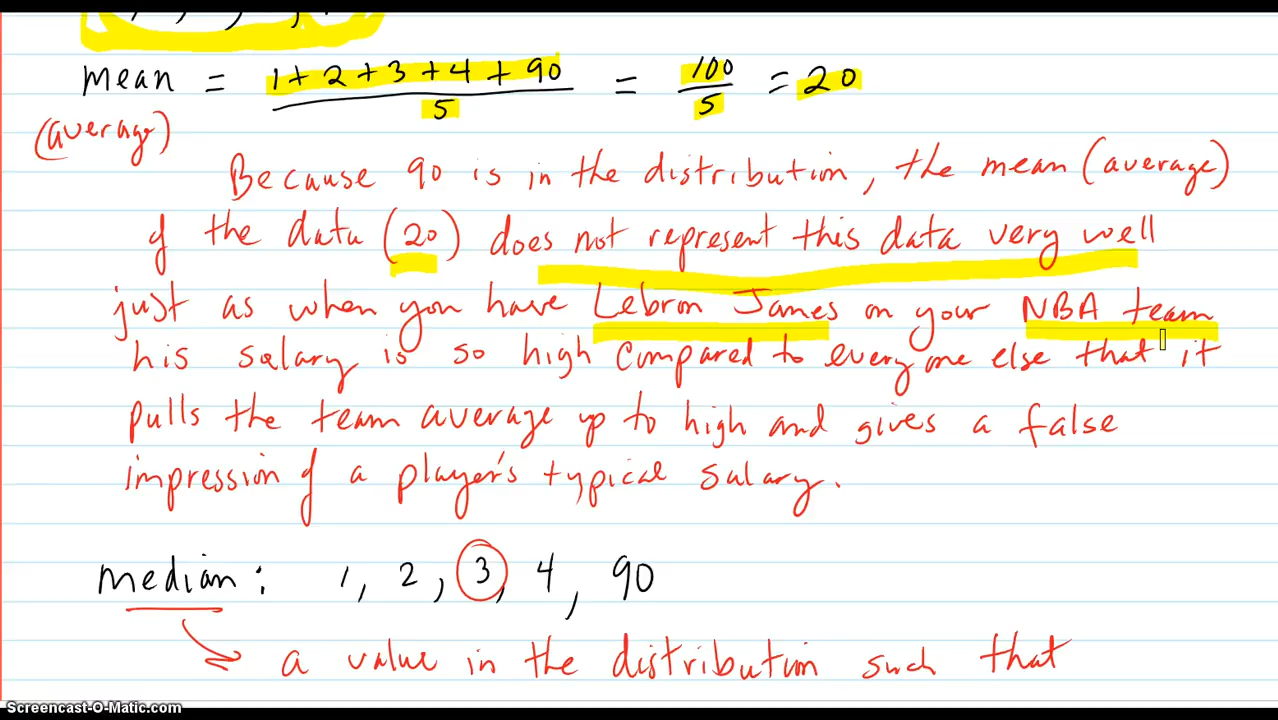 mean = 1 + 2 + 3 + 4 + 90 / 5 = 100 / 5 = 20
(average)
Because 90 is in the distribution, the mean (average)
of the data (20) does not represent this data very well
just as when you have Lebron James on your NBA team
his salary is so high compared to everyone else that it
pulls the team average up to high and gives a false
impression of a player's typical salary.
median: 1, 2, 3, 4, 90
a value in the distribution such that
Screencast-O-Matic.com